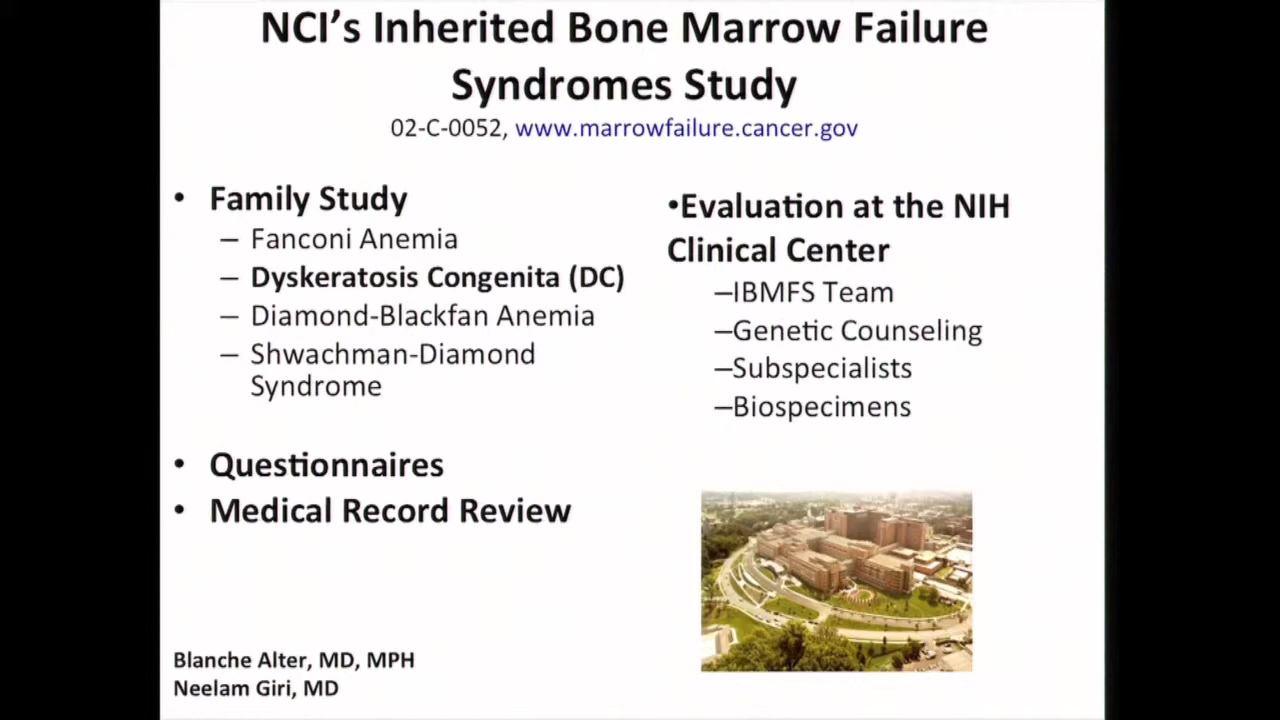 NCI's Inherited Bone Marrow Failure
Syndromes Study
02-C-0052, www.marrowfailure.cancer.gov
• Family Study
– Fanconi Anemia
– Dyskeratosis Congenita (DC)
– Diamond-Blackfan Anemia
– Shwachman-Diamond
Syndrome
• Questionnaires
• Medical Record Review
•Evaluation at the NIH
Clinical Center
–IBMFS Team
–Genetic Counseling
–Subspecialists
–Biospecimens
Blanche Alter, MD, MPH
Neelam Giri, MD